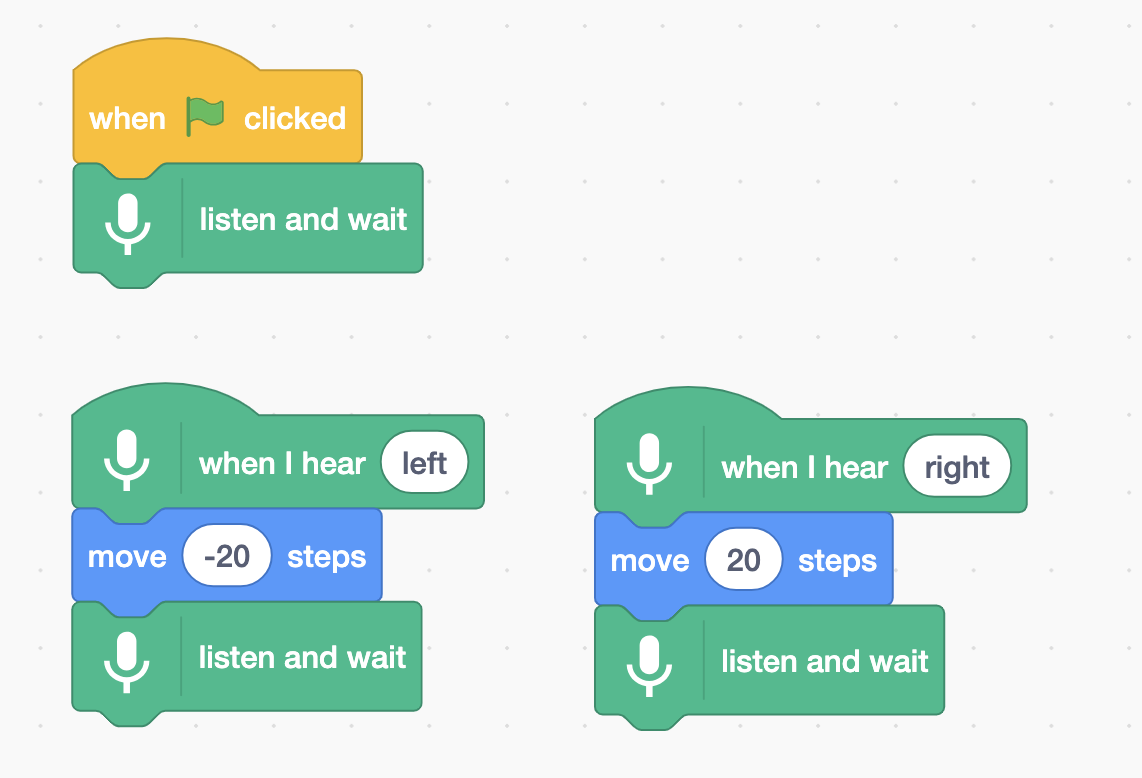 when clicked
listen and wait
when I hear left
move -20 steps
listen and wait
when I hear right
move 20 steps
listen and wait